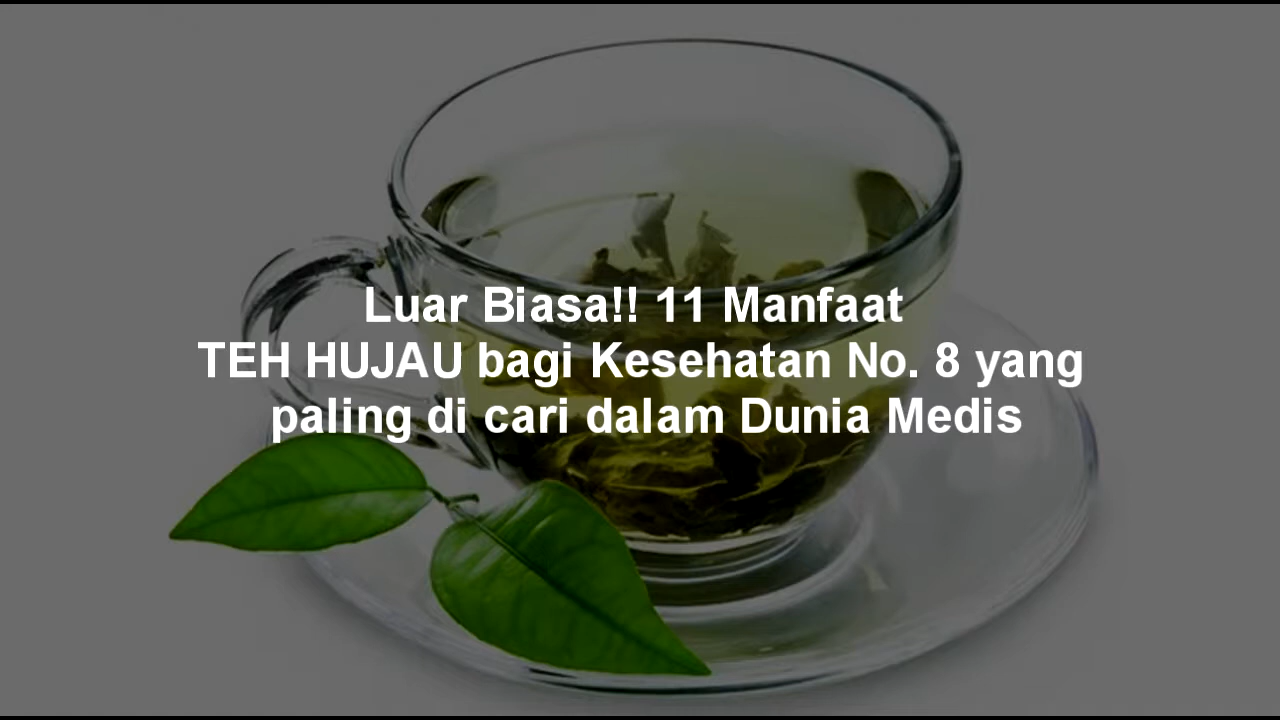 Luar Biasa!! 11 Manfaat
TEH HUJAU bagi Kesehatan No. 8 yang
paling di cari dalam Dunia Medis